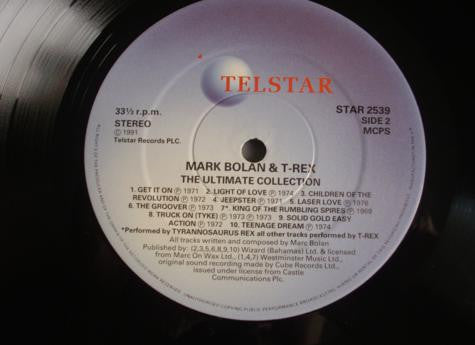 TELSTAR
33⅓ r.p.m.
STEREO
© 1991
Telstar Records PLC.
STAR 2539
SIDE 2
MCPS
MARK BOLAN & T-REX
THE ULTIMATE COLLECTION
1. GET IT ON ℗ 1971 2. LIGHT OF LOVE ℗ 1974 3. CHILDREN OF THE
REVOLUTION ℗ 1972 4. JEEPSTER ℗ 1971 5. LASER LOVE ℗ 1976
6. THE GROOVER ℗ 1973 7*. KING OF THE RUMBLING SPIRES ℗ 1969
8. TRUCK ON (TYKE) ℗ 1973 ℗ 1973 9. SOLID GOLD EASY
ACTION ℗ 1972 10. TEENAGE DREAM ℗ 1974
*Performed by TYRANNOSAURUS REX all other tracks performed by T-REX
All tracks written and composed by Marc Bolan
Published by: (2,3,5,6,8,9,10) Wizard (Bahamas) Ltd. & licensed
from Marc On Wax Ltd., (1,4,7) Westminster Music Ltd.,
original sound recording made by Cube Records Ltd.,
issued under license from Castle
Communications Plc.
UNAUTHORISED COPYING PUBLIC PERFORMANCE BROADCASTING